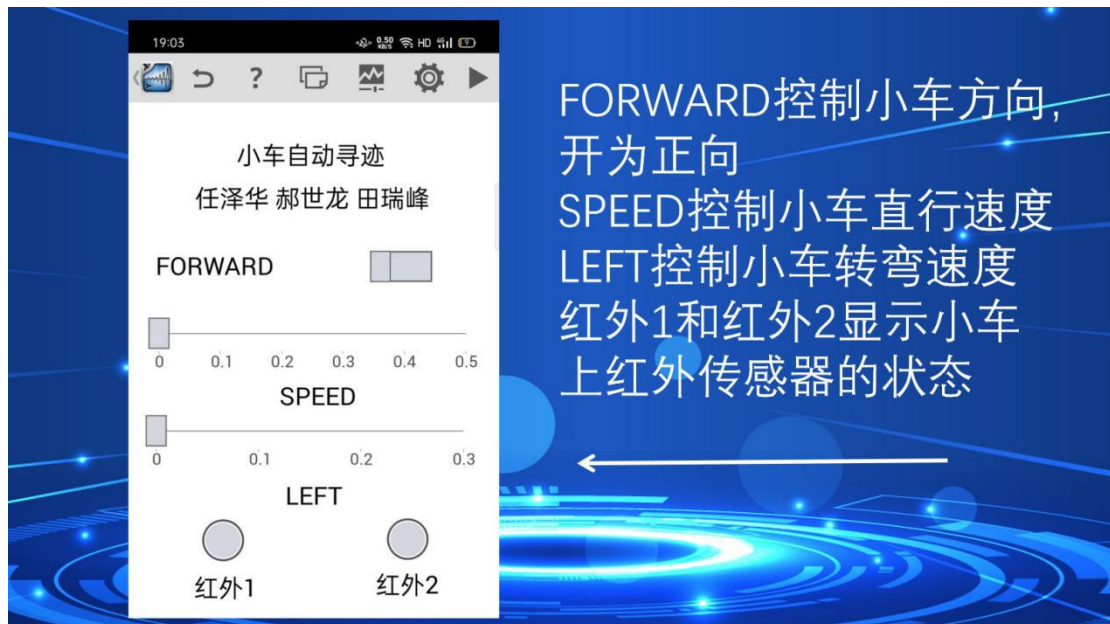 19:03
0.50
KB/S
HD 4G
?
小车自动寻迹
任泽华 郝世龙 田瑞峰
FORWARD
0 0.1 0.2 0.3 0.4 0.5
SPEED
0 0.1 0.2 0.3
LEFT
红外1 红外2
FORWARD控制小车方向,
开为正向
SPEED控制小车直行速度
LEFT控制小车转弯速度
红外1和红外2显示小车
上红外传感器的状态